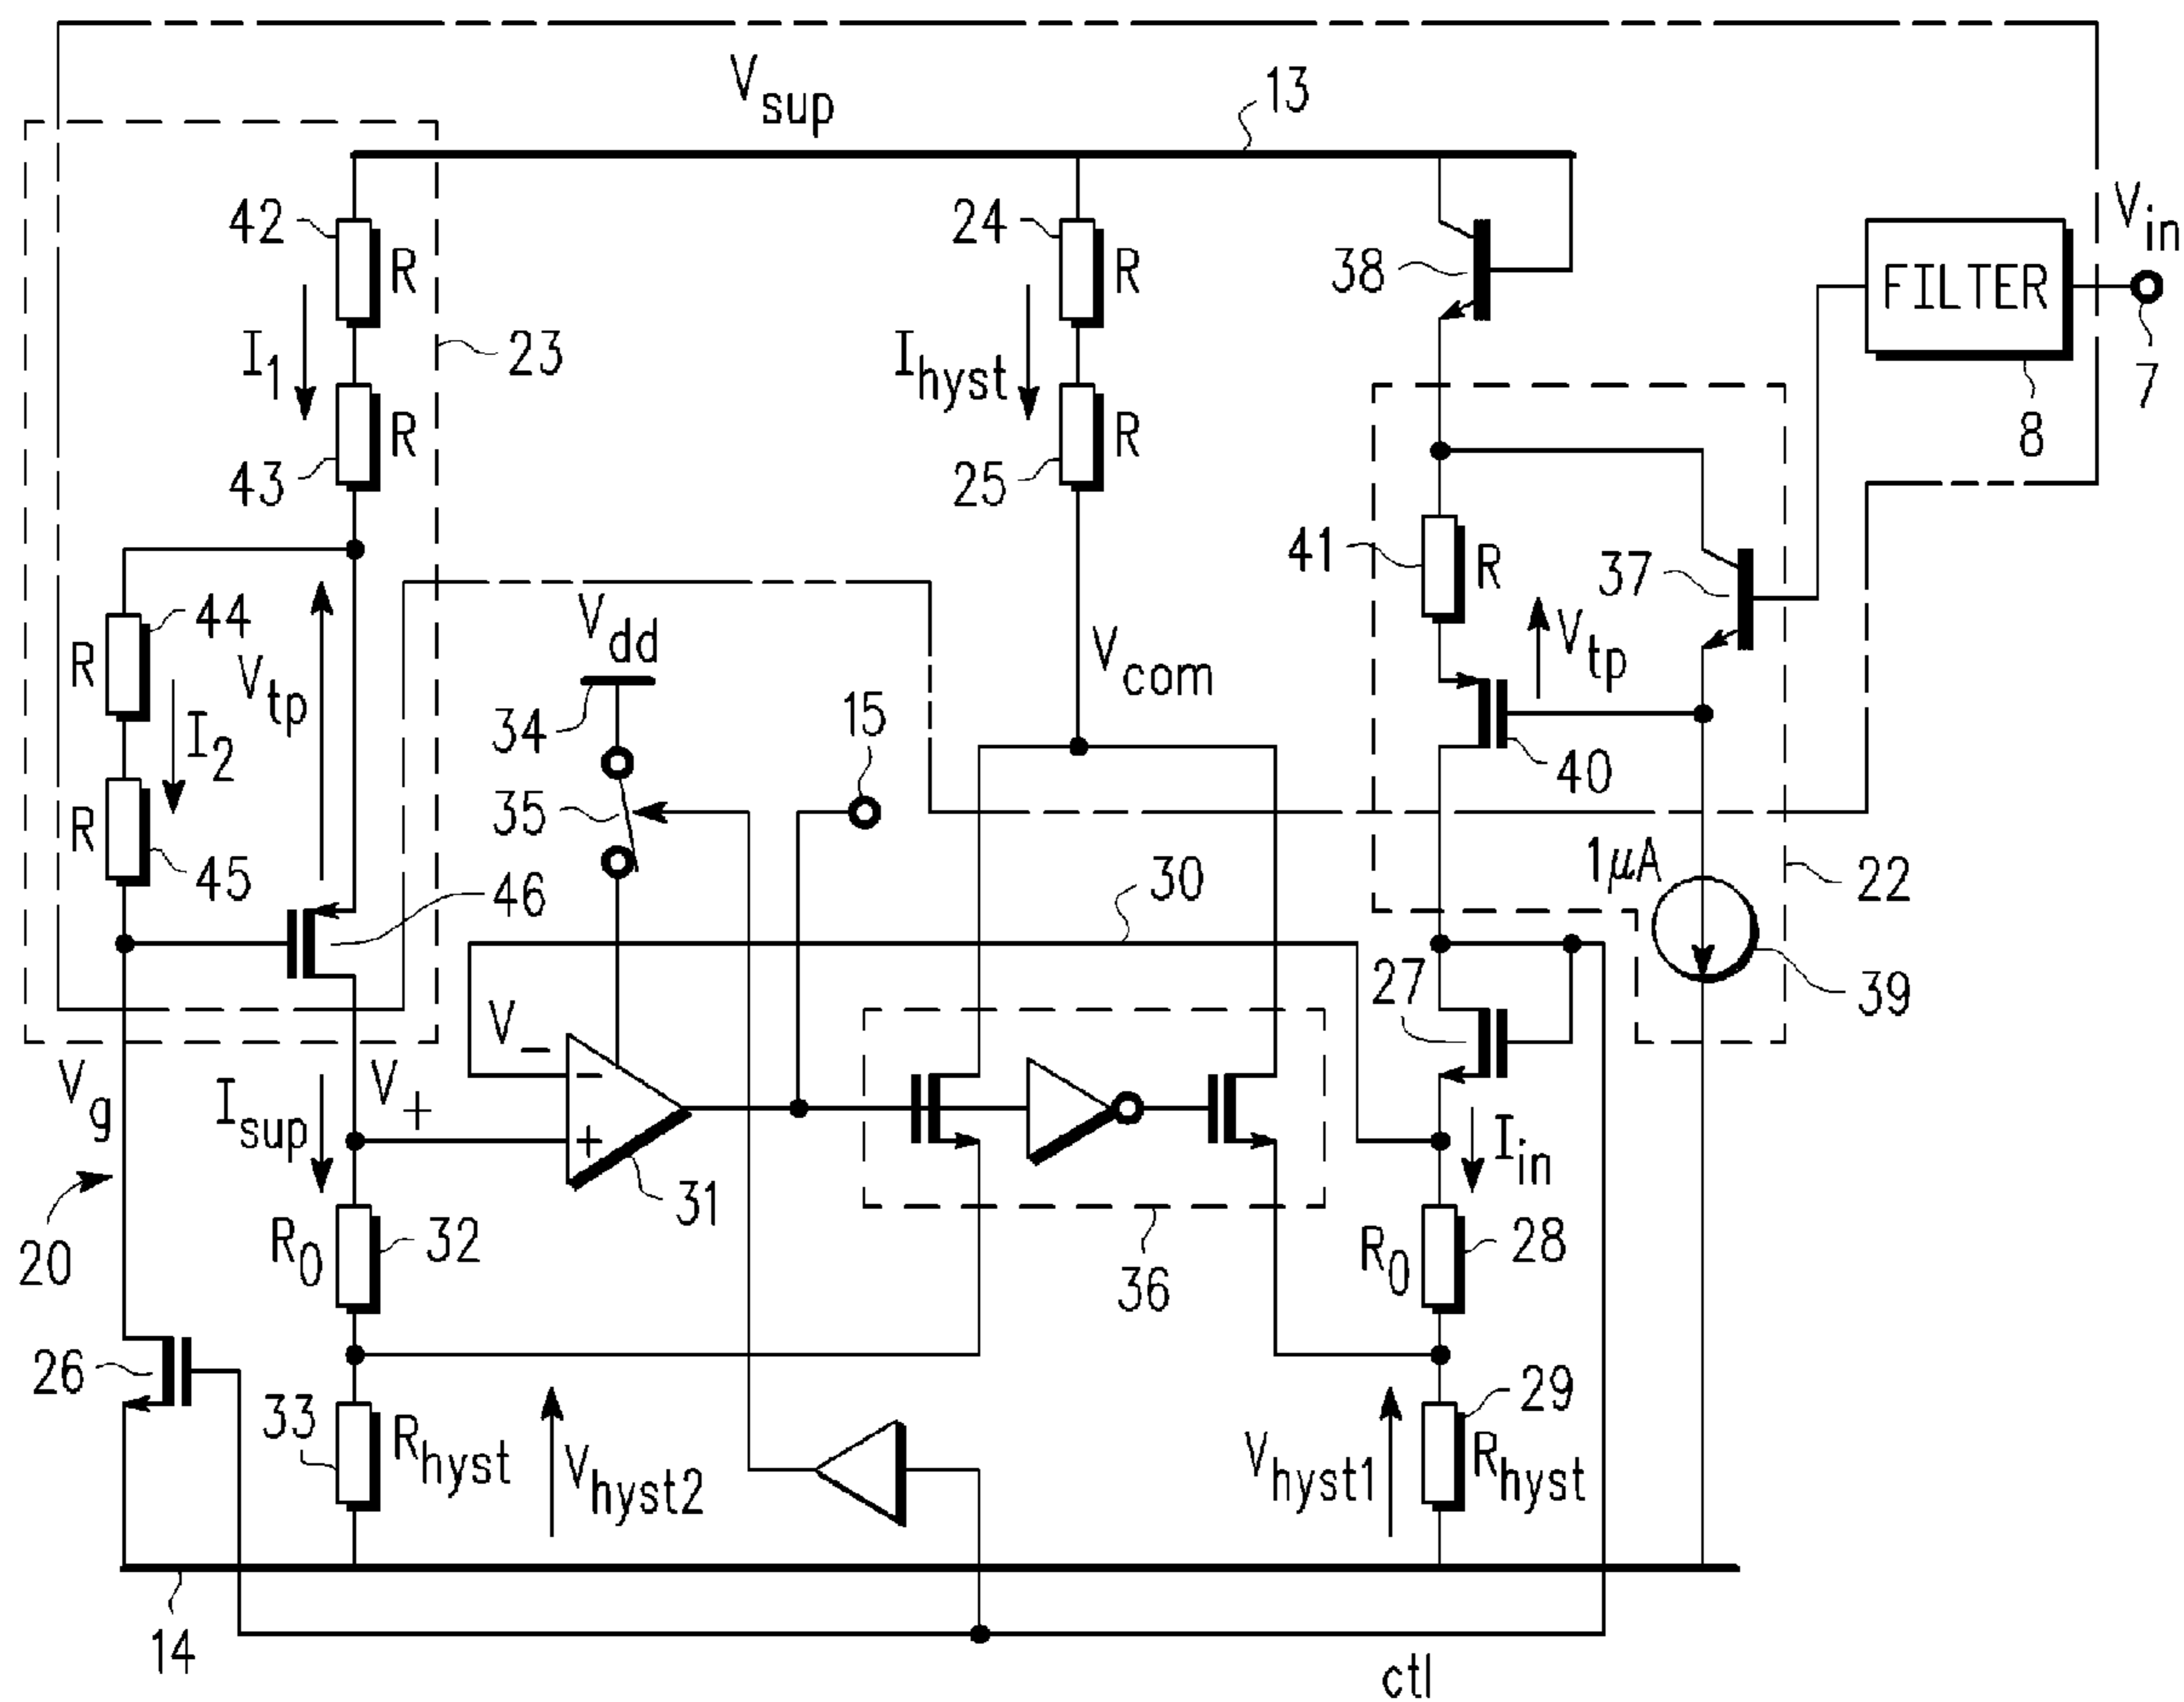 Vsup
13
42
R
24
R
38
FILTER
Vin
I1
23
Ihyst
7
8
43
R
25
R
41
R
37
44
R
Vtp
Vdd
Vcom
Vtp
34
15
I2
40
35
R
45
46
30
1μA
22
27
39
V−
Vg
Isup
V+
Iin
31
20
R0
32
36
R0
28
26
33
Rhyst
Vhyst2
Vhyst1
29
Rhyst
14
ctl